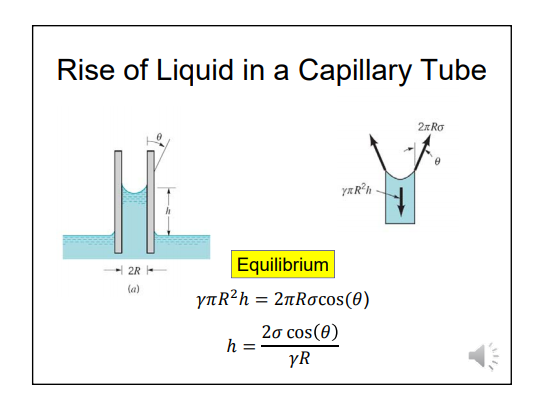 Rise of Liquid in a Capillary Tube
θ
h
2R
(a)
2πRσ
θ
γπR²h
Equilibrium
γπR²h = 2πRσcos(θ)
h = 2σ cos(θ) / γR